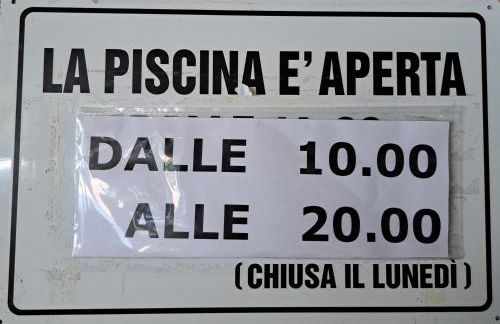 LA PISCINA E' APERTA
DALLE 10.00
ALLE 20.00
(CHIUSA IL LUNEDÌ)